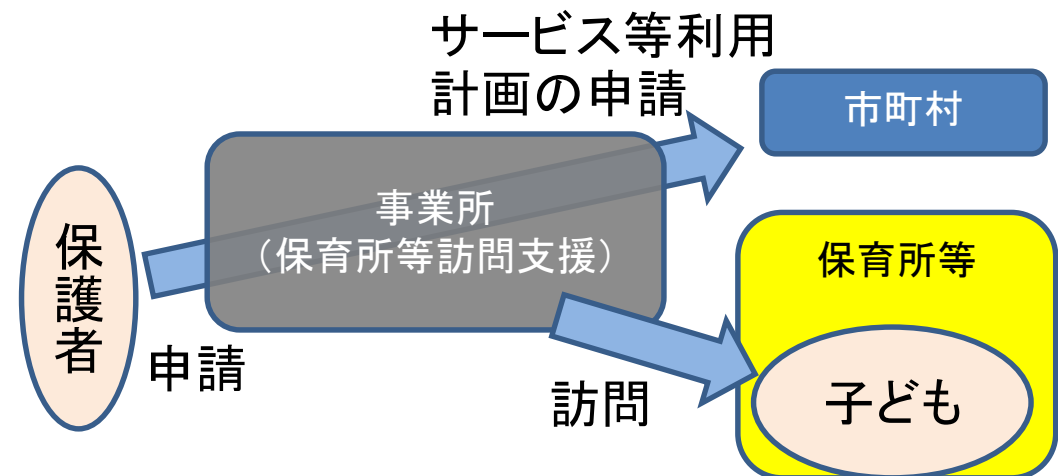 サービス等利用
計画の申請
市町村
事業所
（保育所等訪問支援）
保育所等
保護者
申請
訪問
子ども